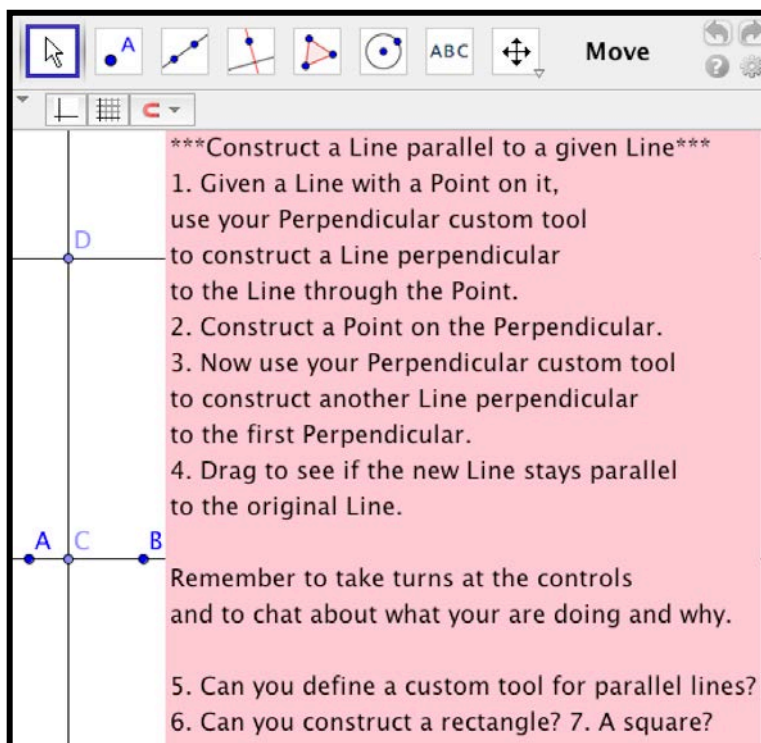 A
ABC
Move
***Construct a Line parallel to a given Line***
1. Given a Line with a Point on it,
use your Perpendicular custom tool
to construct a Line perpendicular
to the Line through the Point.
2. Construct a Point on the Perpendicular.
3. Now use your Perpendicular custom tool
to construct another Line perpendicular
to the first Perpendicular.
4. Drag to see if the new Line stays parallel
to the original Line.
Remember to take turns at the controls
and to chat about what your are doing and why.
5. Can you define a custom tool for parallel lines?
6. Can you construct a rectangle? 7. A square?
D
A C B
?